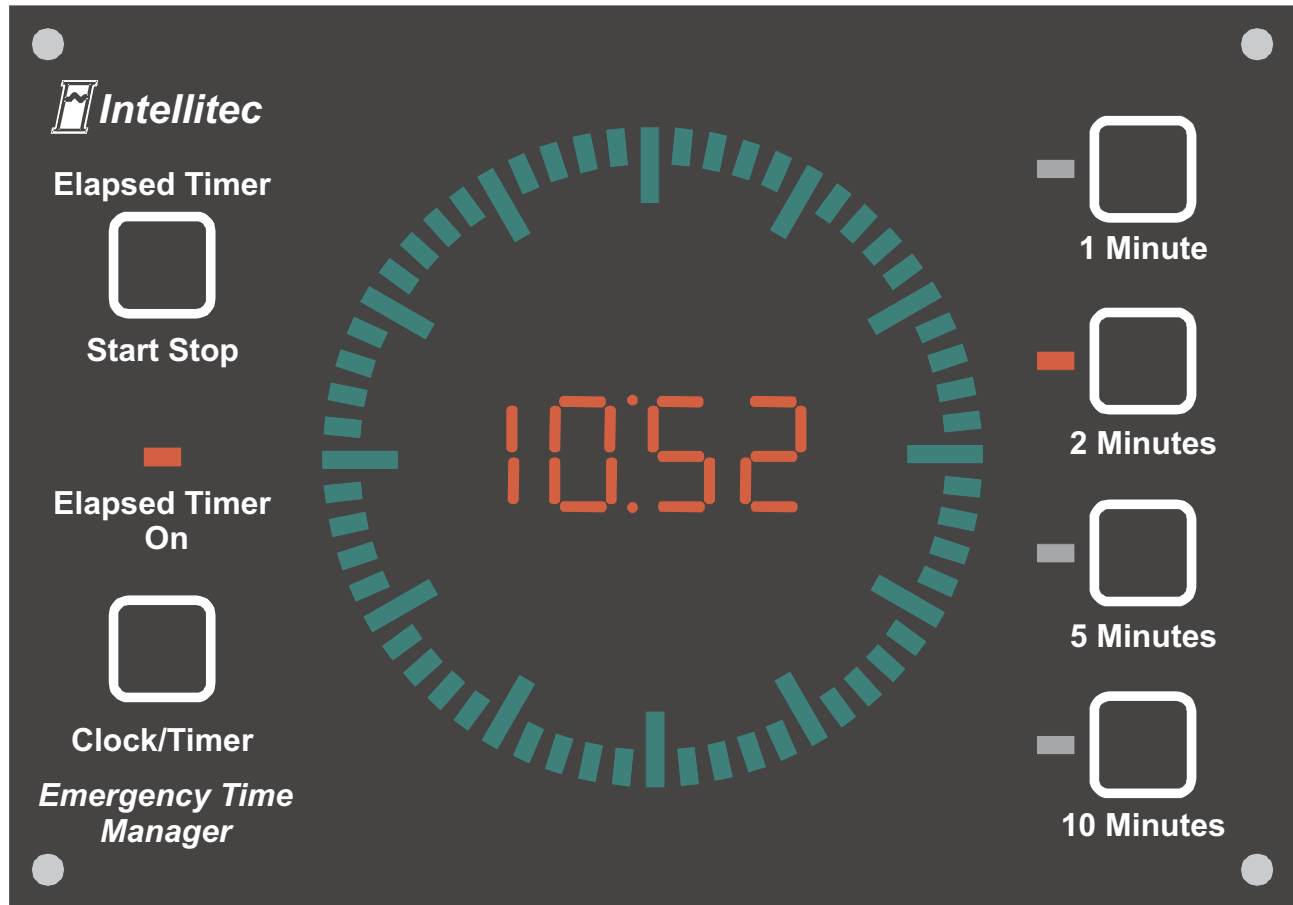 Intellitec
Elapsed Timer
Start Stop
Elapsed Timer
On
Clock/Timer
Emergency Time
Manager
10:52
1 Minute
2 Minutes
5 Minutes
10 Minutes